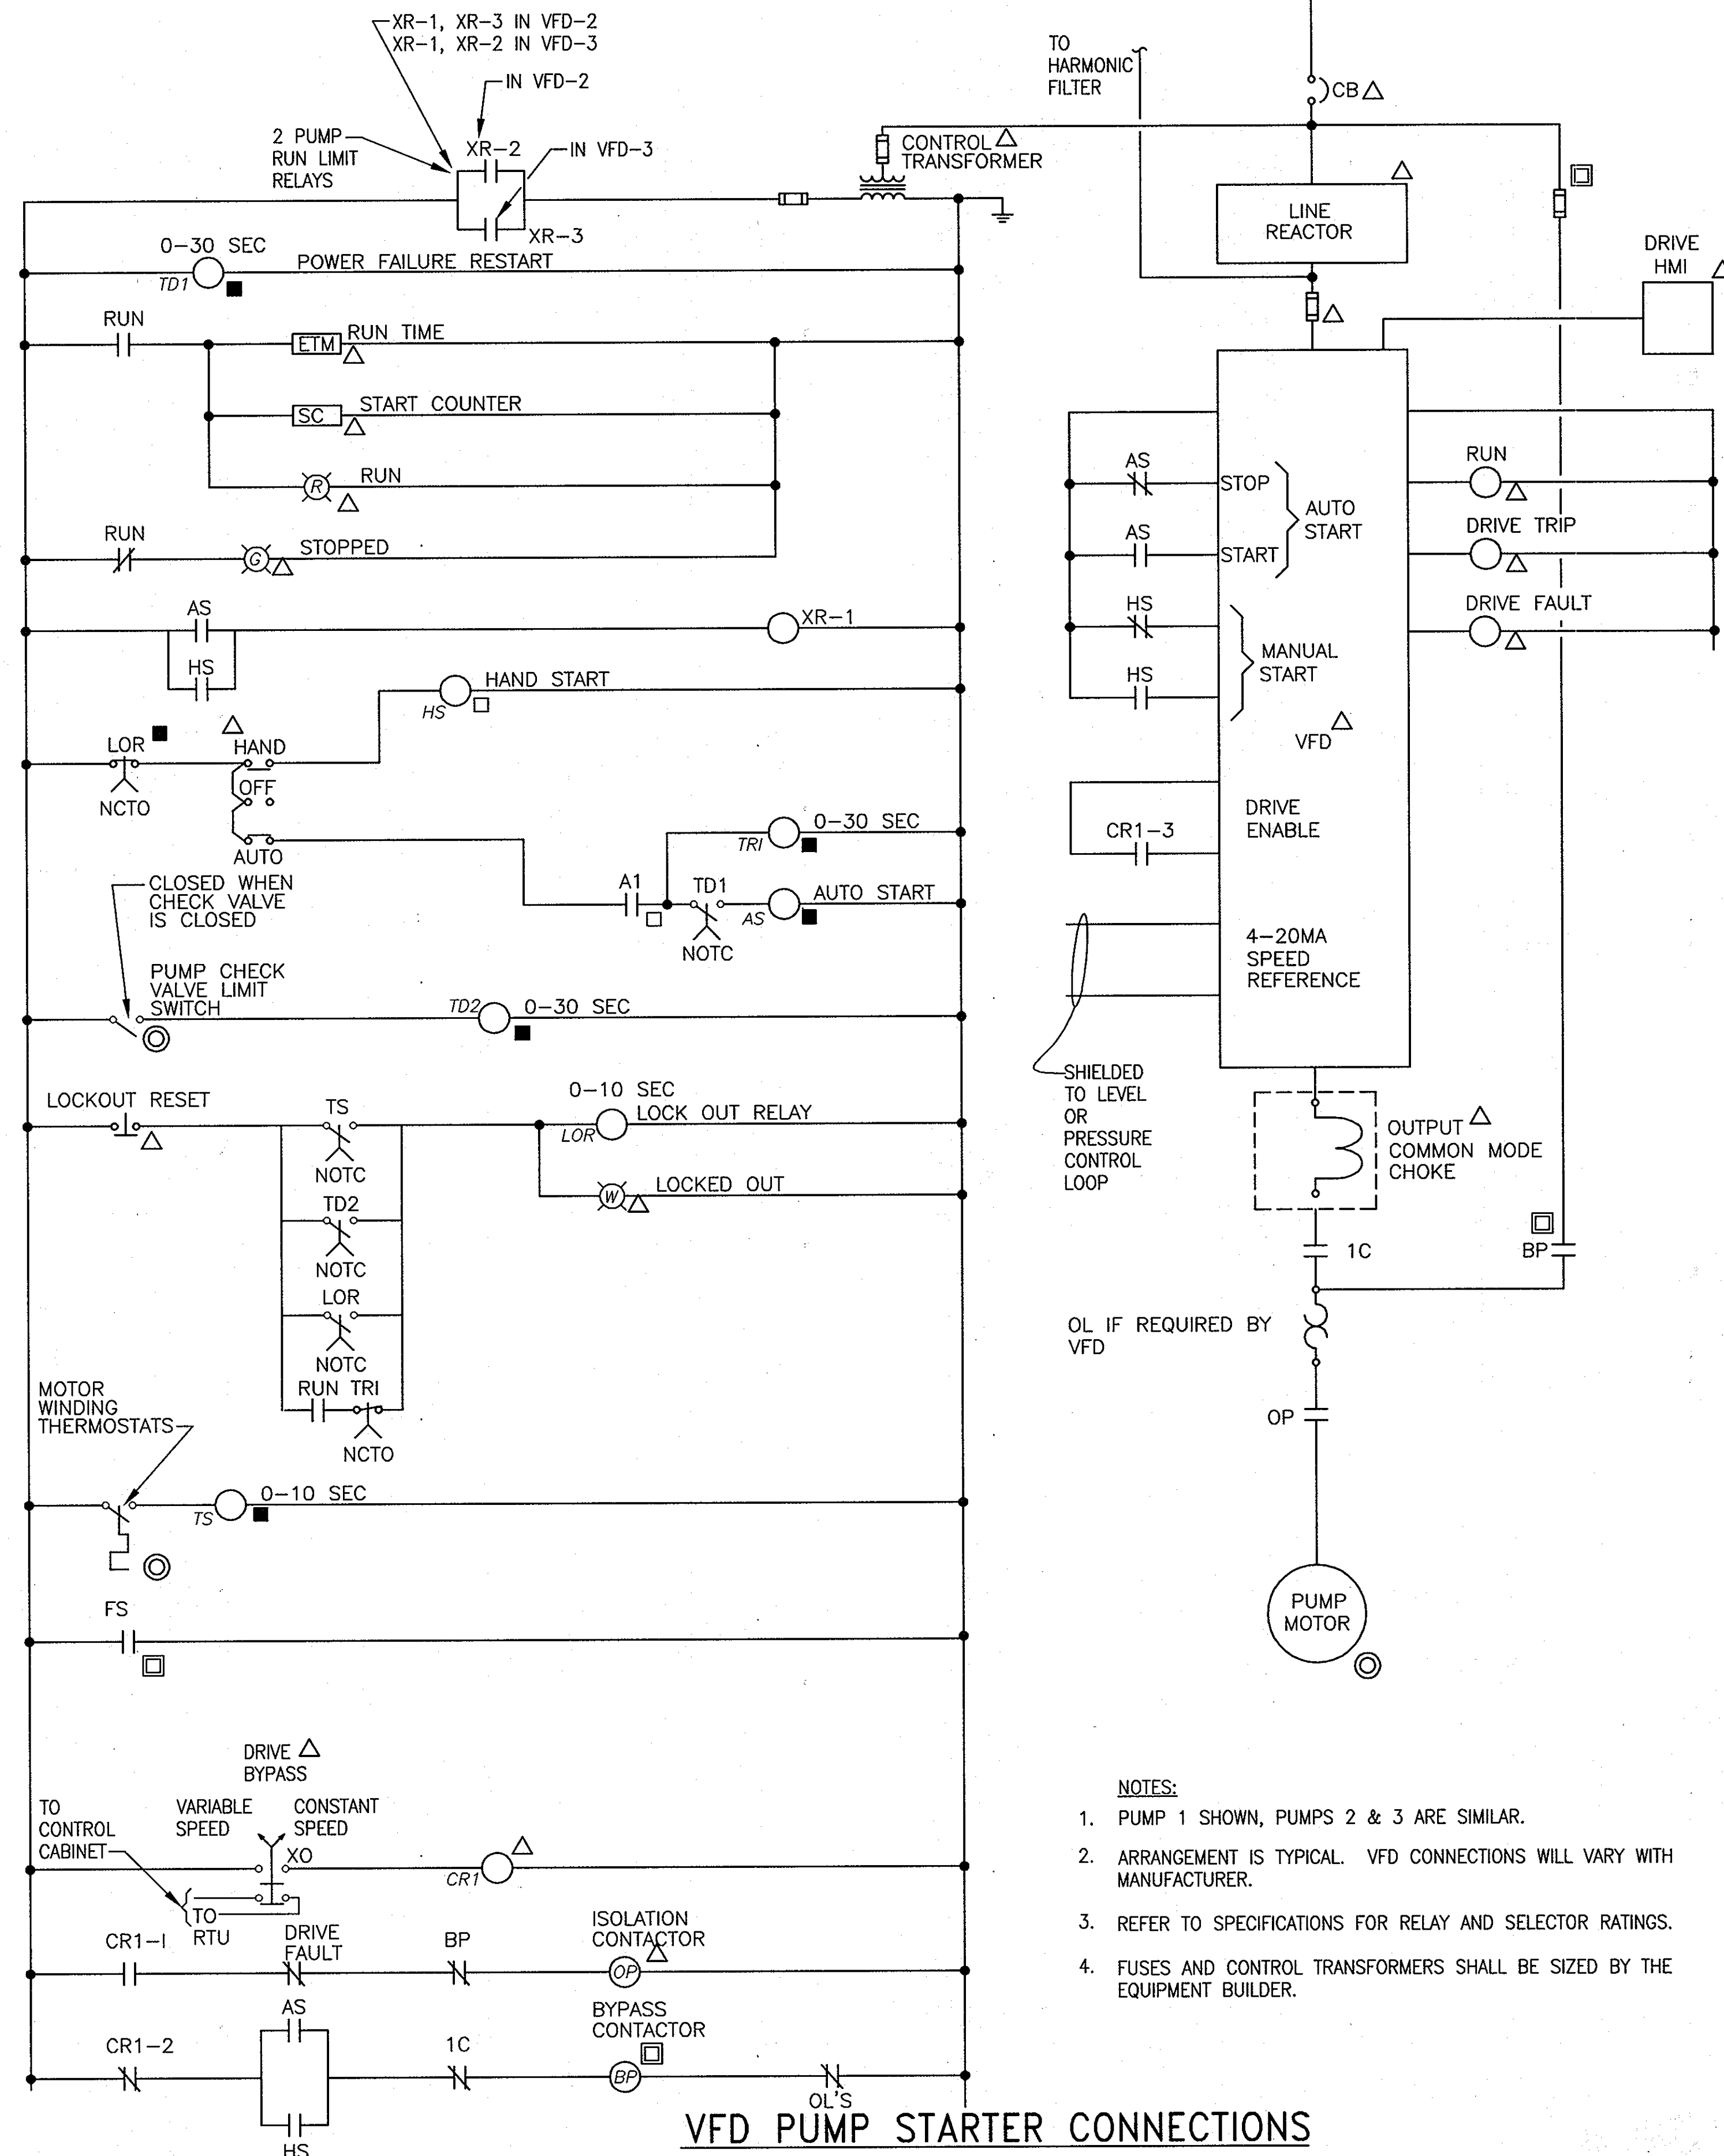 XR-1, XR-3 IN VFD-2
XR-1, XR-2 IN VFD-3
IN VFD-2
2 PUMP
RUN LIMIT
RELAYS
XR-2
IN VFD-3
XR-3
CONTROL
TRANSFORMER
0-30 SEC
TD1
POWER FAILURE RESTART
RUN
ETM
RUN TIME
SC
START COUNTER
R
RUN
RUN
G
STOPPED
AS
HS
XR-1
HS
HAND START
LOR
NCTO
HAND
OFF
AUTO
TRI
0-30 SEC
A1
TD1
NOTC
AS
AUTO START
CLOSED WHEN
CHECK VALVE
IS CLOSED
PUMP CHECK
VALVE LIMIT
SWITCH
TD2
0-30 SEC
LOCKOUT RESET
TS
NOTC
TD2
NOTC
LOR
NOTC
RUN TRI
NCTO
0-10 SEC
LOR
LOCK OUT RELAY
W
LOCKED OUT
MOTOR
WINDING
THERMOSTATS
TS
0-10 SEC
FS
DRIVE
BYPASS
TO
CONTROL
CABINET
VARIABLE
SPEED
CONSTANT
SPEED
XO
CR1
TO
RTU
CR1-1
DRIVE
FAULT
BP
ISOLATION
CONTACTOR
OP
CR1-2
AS
HS
1C
BYPASS
CONTACTOR
BP
OL'S
TO
HARMONIC
FILTER
CB
LINE
REACTOR
DRIVE
HMI
AS
STOP
AS
START
AUTO
START
HS
HS
MANUAL
START
VFD
RUN
DRIVE TRIP
DRIVE FAULT
CR1-3
DRIVE
ENABLE
4-20MA
SPEED
REFERENCE
SHIELDED
TO LEVEL
OR
PRESSURE
CONTROL
LOOP
OUTPUT
COMMON MODE
CHOKE
1C
BP
OL IF REQUIRED BY
VFD
OP
PUMP
MOTOR
NOTES:
1. PUMP 1 SHOWN, PUMPS 2 & 3 ARE SIMILAR.
2. ARRANGEMENT IS TYPICAL. VFD CONNECTIONS WILL VARY WITH
MANUFACTURER.
3. REFER TO SPECIFICATIONS FOR RELAY AND SELECTOR RATINGS.
4. FUSES AND CONTROL TRANSFORMERS SHALL BE SIZED BY THE
EQUIPMENT BUILDER.
VFD PUMP STARTER CONNECTIONS